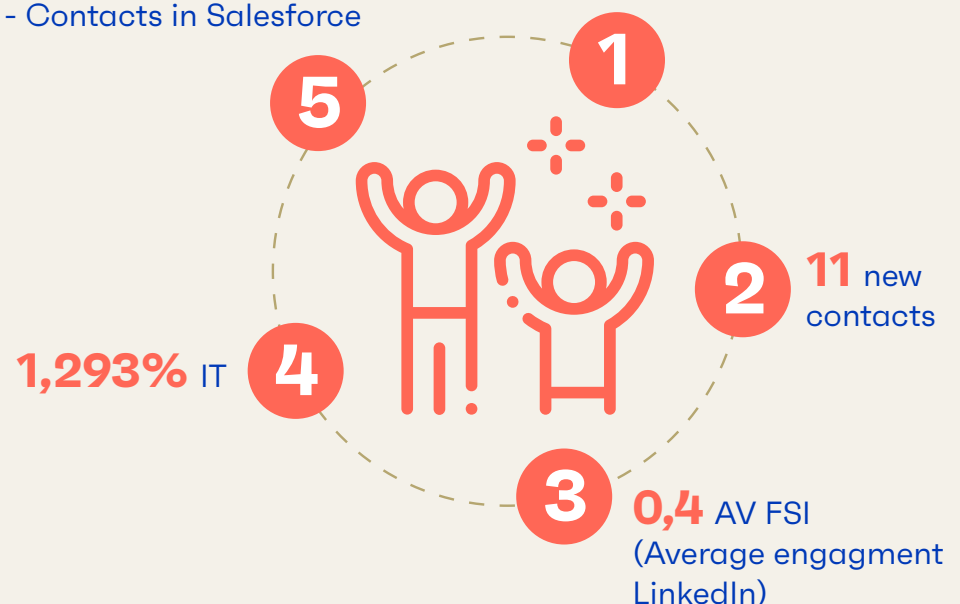 - Contacts in Salesforce
1
5
2
11 new
contacts
1,293% IT
4
3
0,4 AV FSI
(Average engagment
LinkedIn)